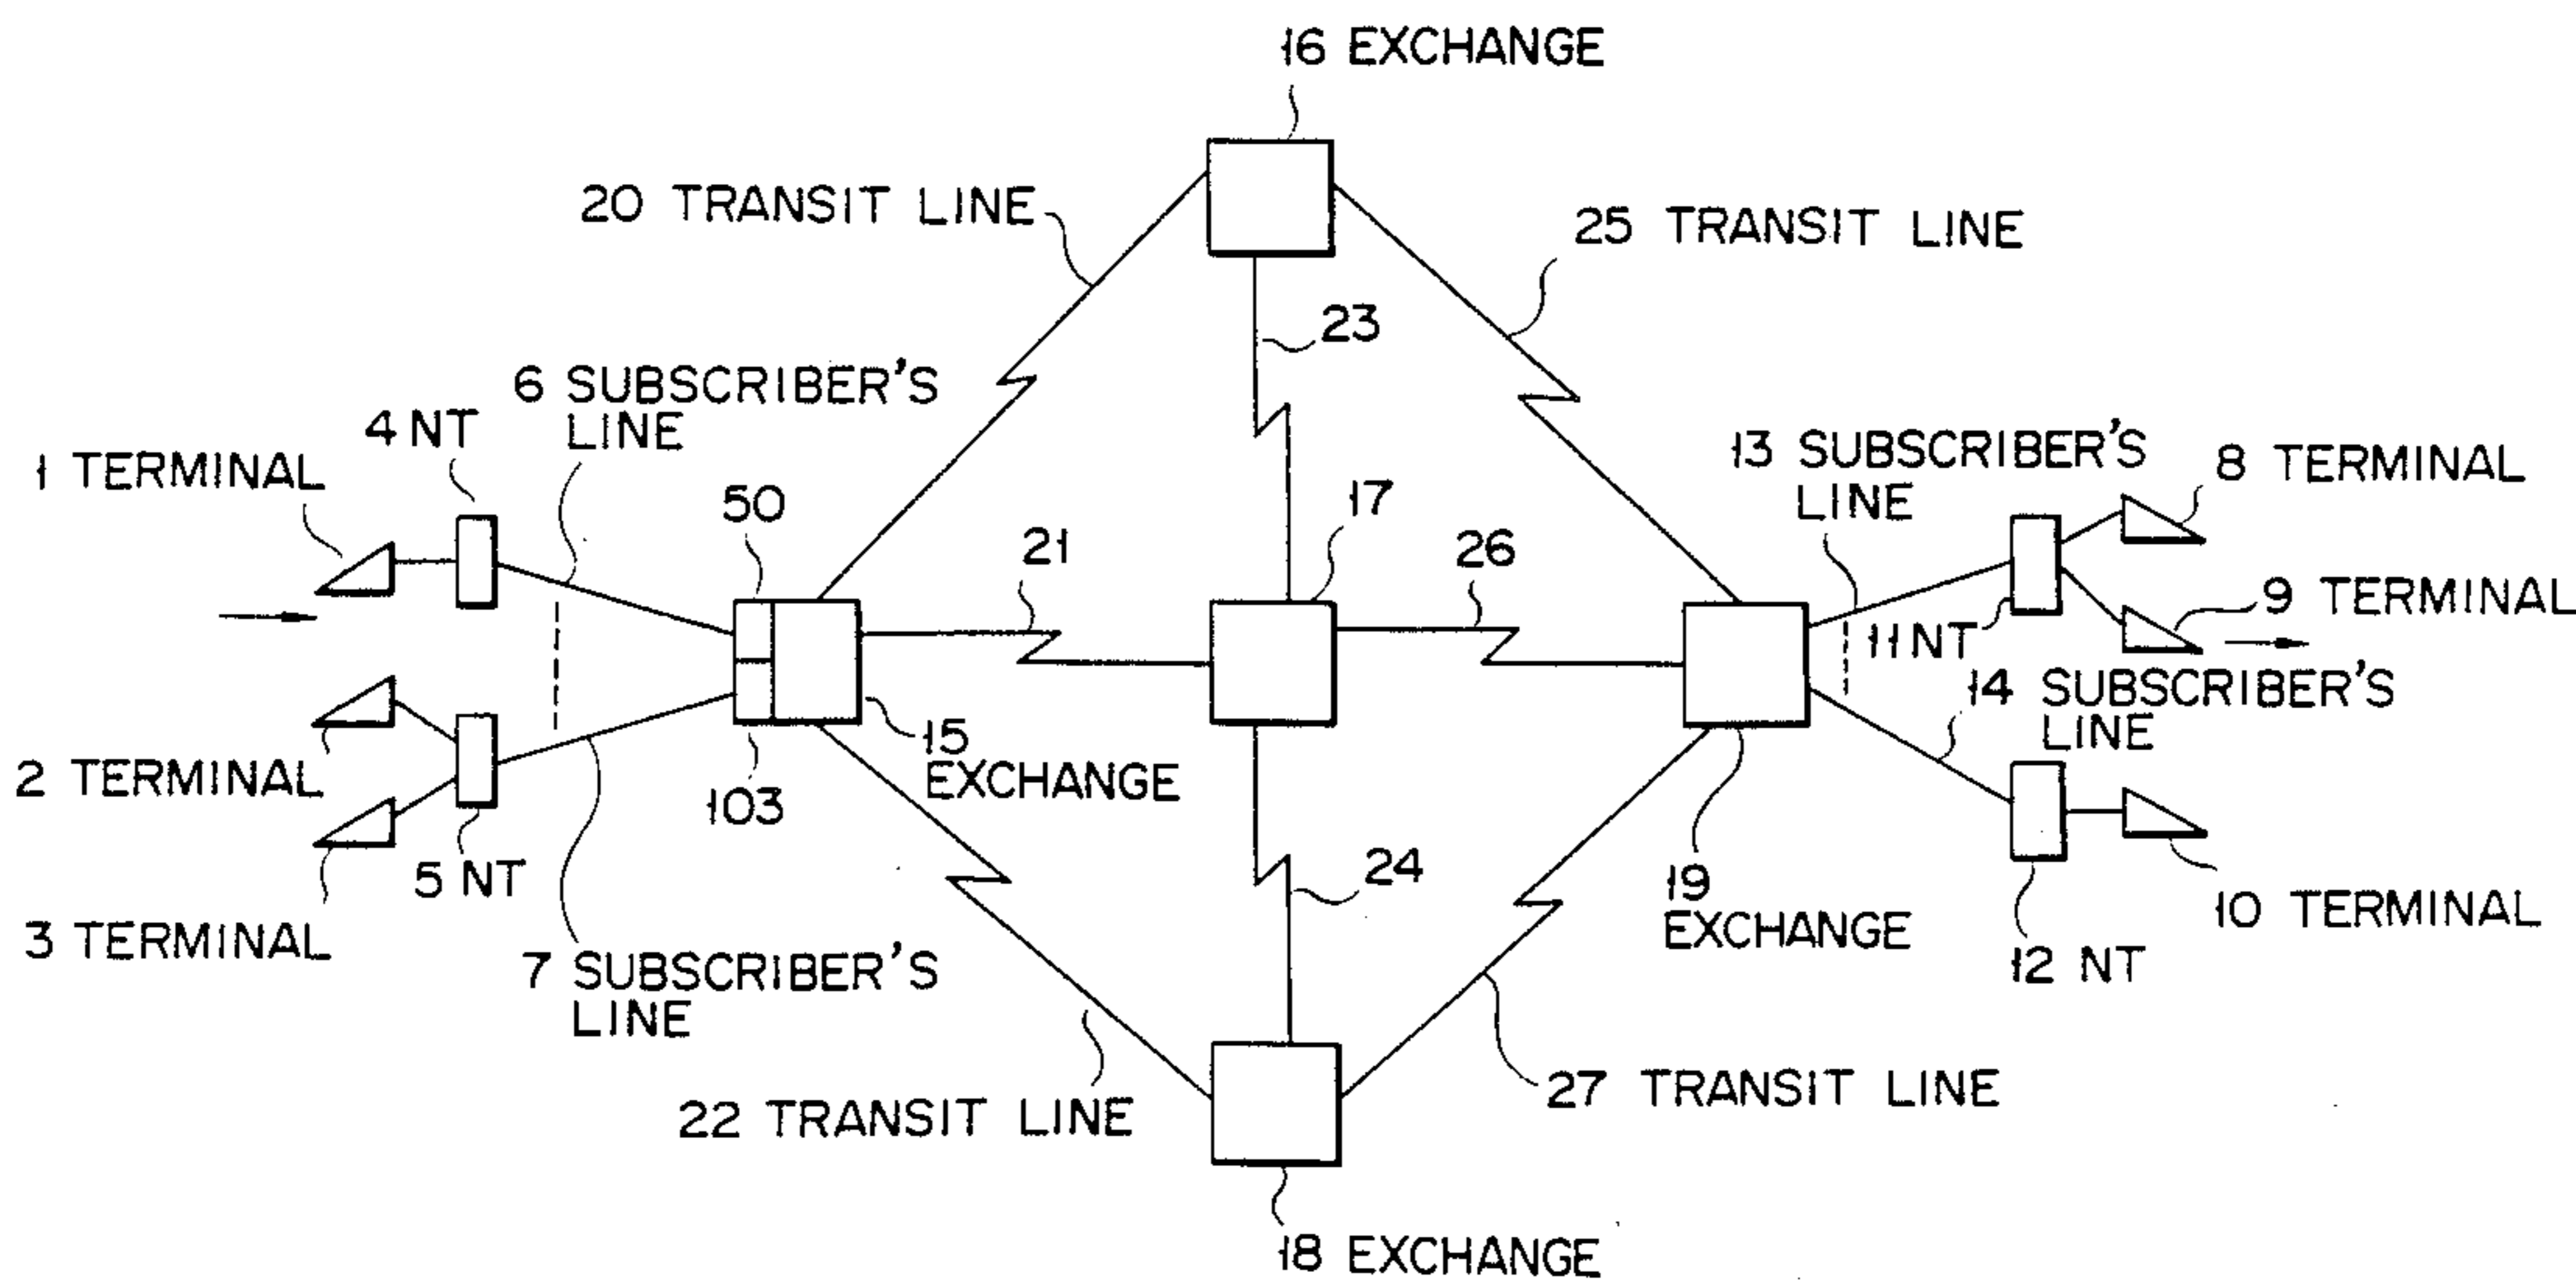 16 EXCHANGE
20 TRANSIT LINE
25 TRANSIT LINE
23
6 SUBSCRIBER'S
LINE
4 NT
1 TERMINAL
13 SUBSCRIBER'S
LINE
8 TERMINAL
50
21
17
26
9 TERMINAL
11 NT
14 SUBSCRIBER'S
LINE
15
EXCHANGE
2 TERMINAL
103
5 NT
24
19
EXCHANGE
10 TERMINAL
3 TERMINAL
12 NT
7 SUBSCRIBER'S
LINE
22 TRANSIT LINE
27 TRANSIT LINE
18 EXCHANGE